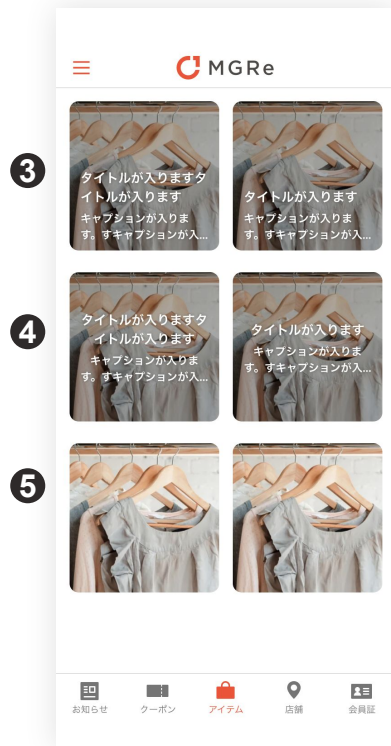 MGRe
3
タイトルが入りますタ
イトルが入ります
キャプションが入りま
す。すキャプションが入...
タイトルが入ります
キャプションが入りま
す。すキャプションが入...
4
タイトルが入りますタ
イトルが入ります
キャプションが入りま
す。すキャプションが入...
タイトルが入ります
キャプションが入りま
す。すキャプションが入...
5
お知らせ
クーポン
アイテム
店舗
会員証